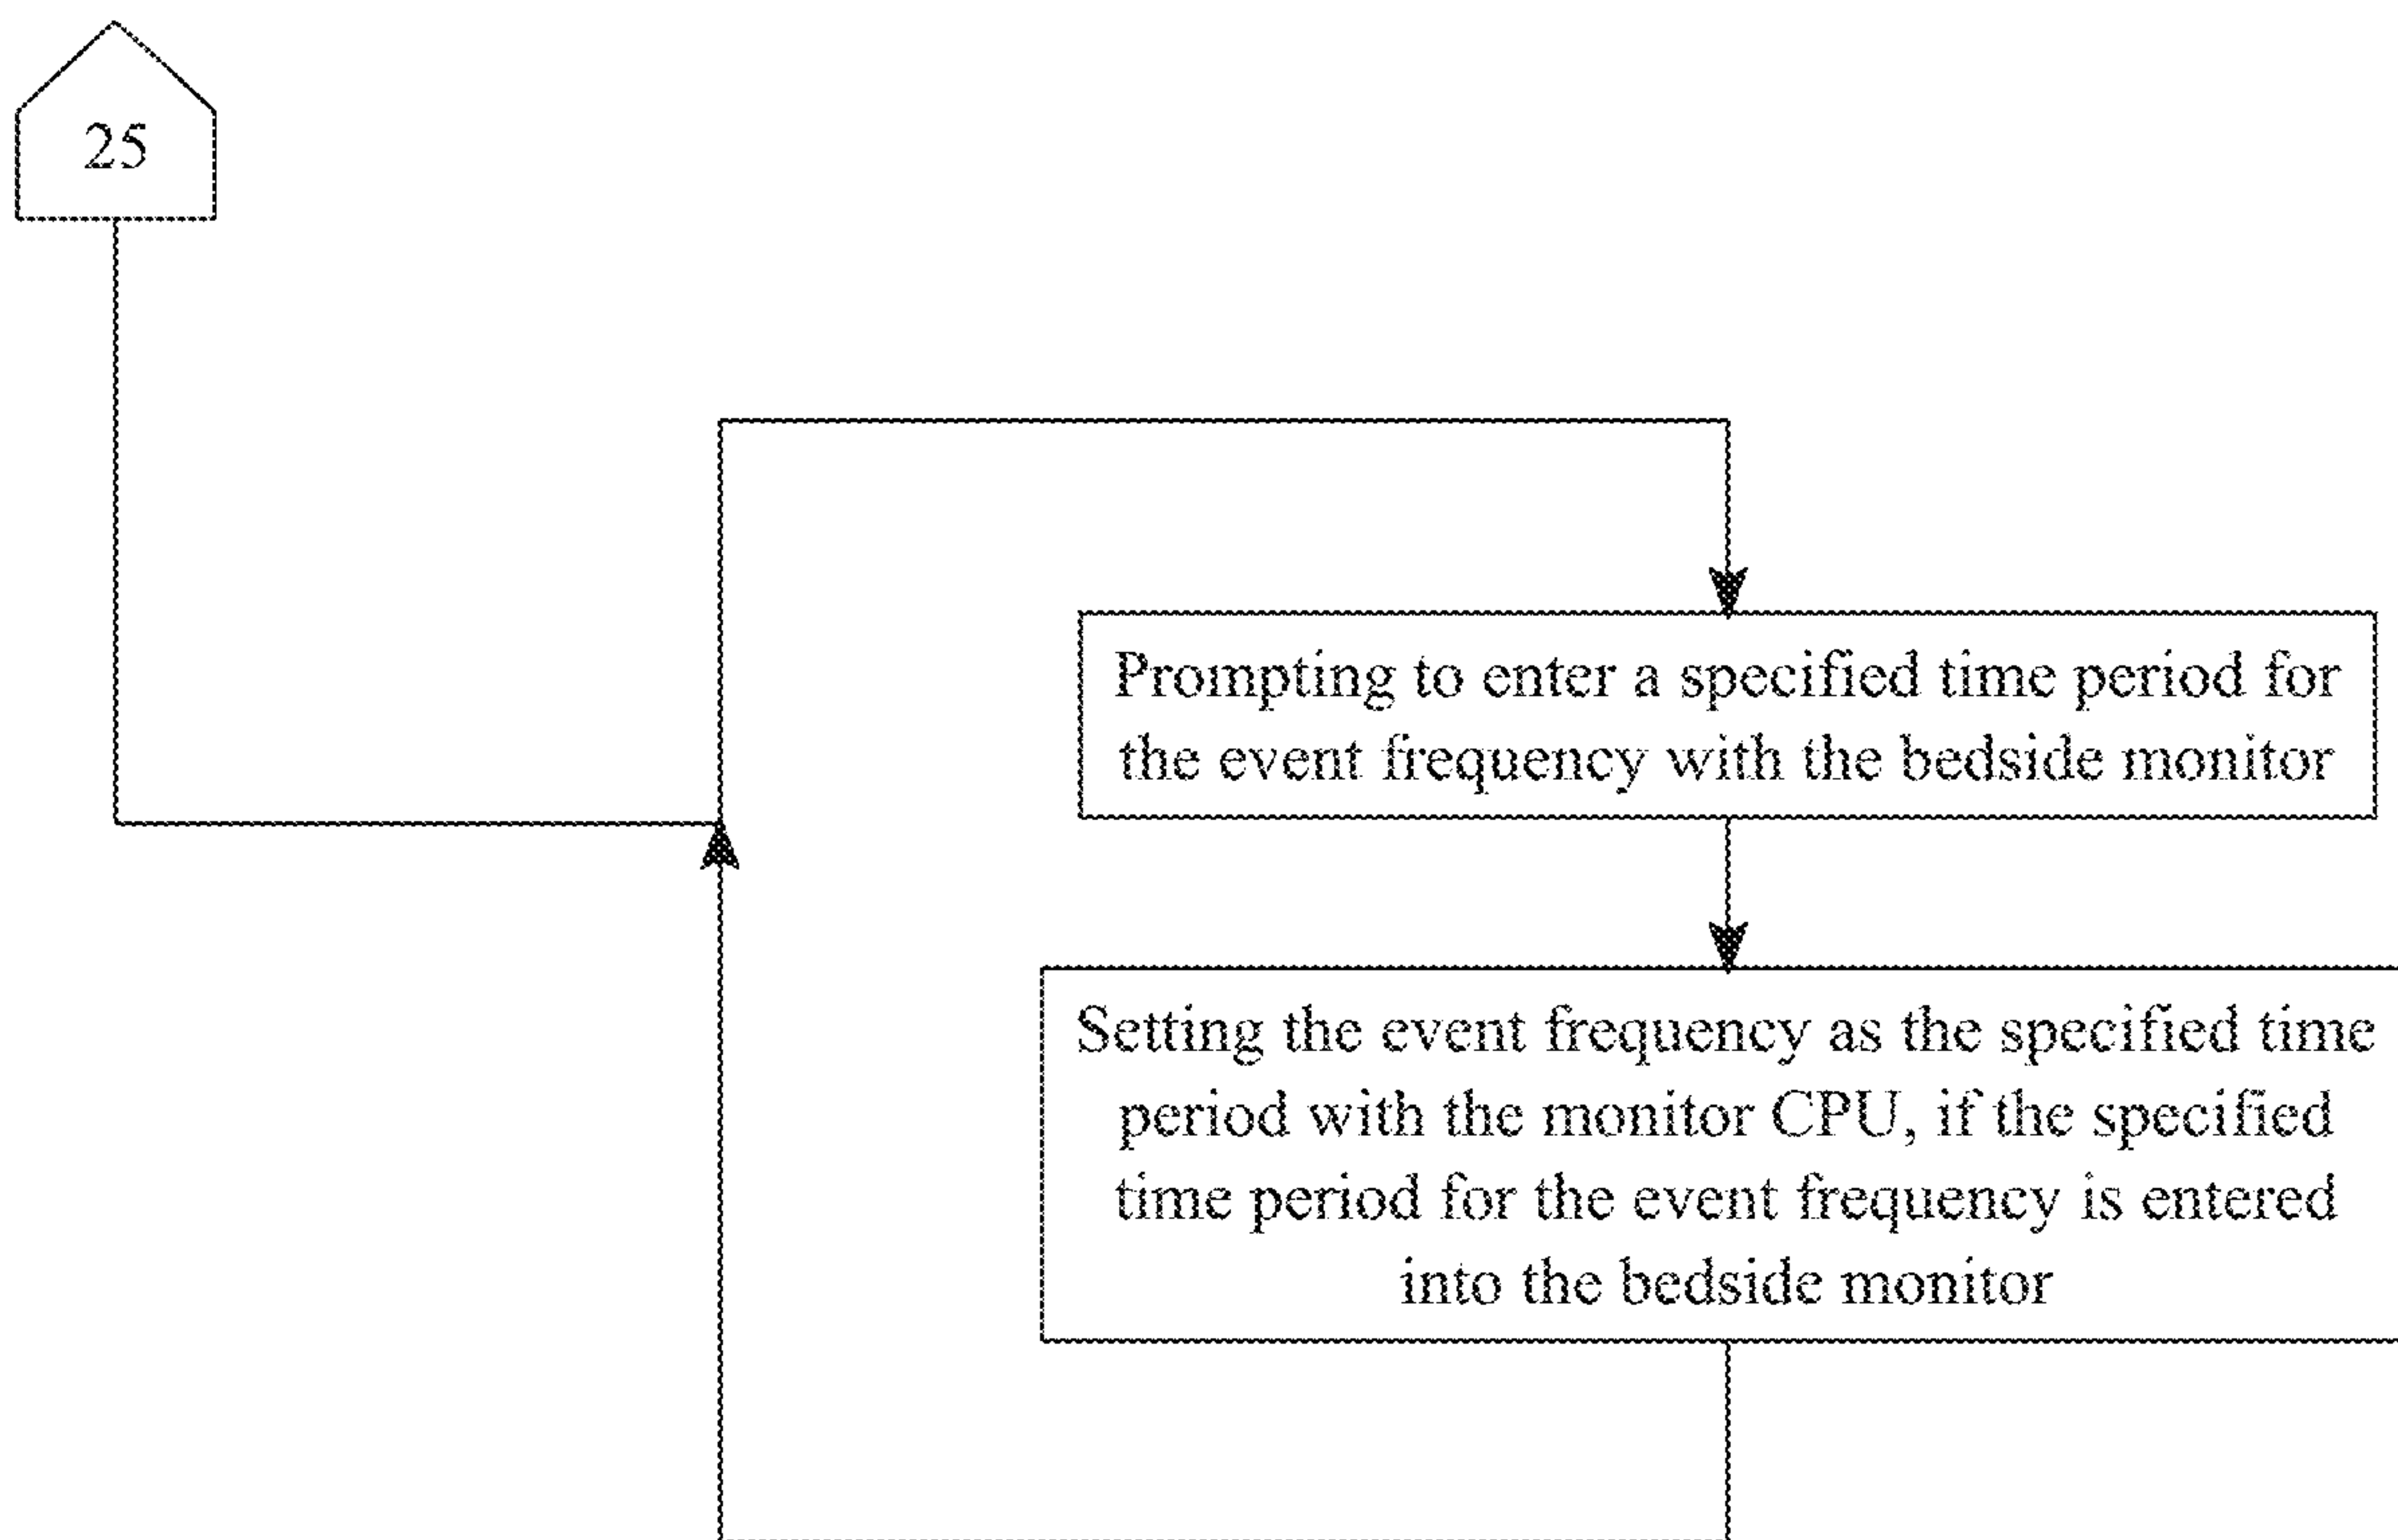 25
Prompting to enter a specified time period for
the event frequency with the bedside monitor
Setting the event frequency as the specified time
period with the monitor CPU, if the specified
time period for the event frequency is entered
into the bedside monitor